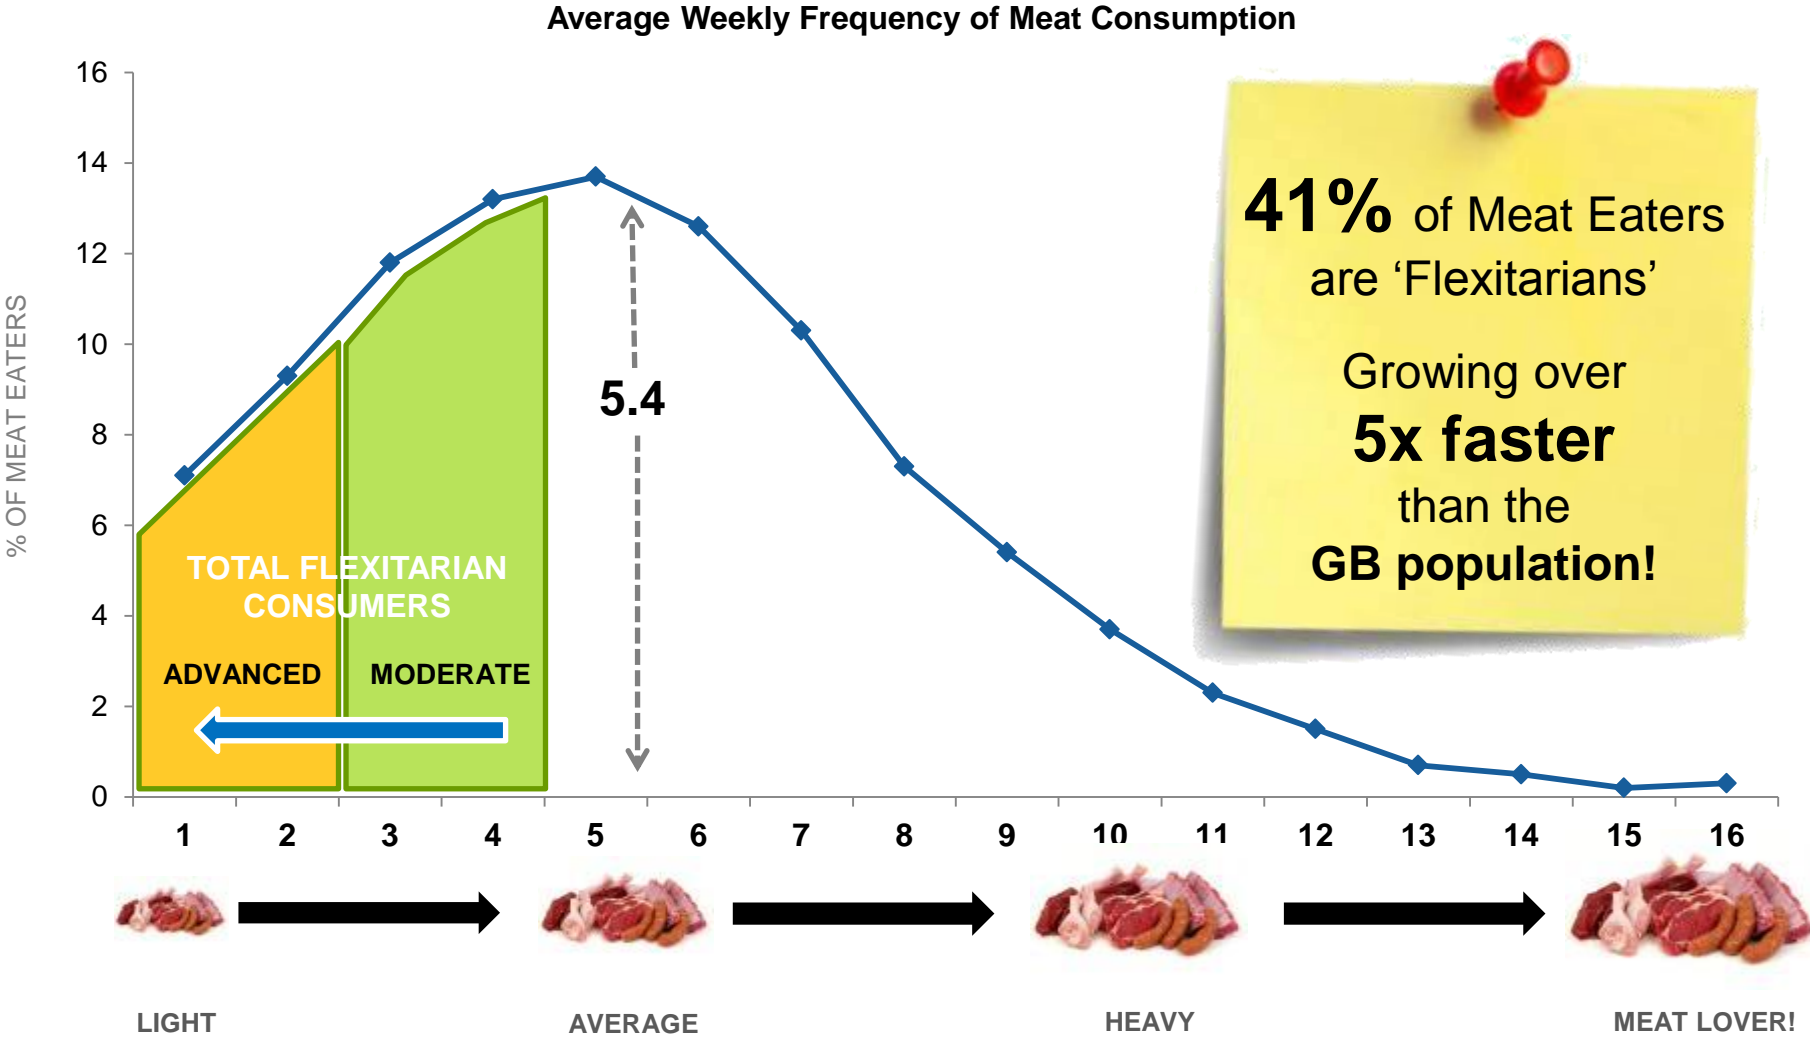 Average Weekly Frequency of Meat Consumption
16
14
12
10
8
6
4
2
0
% OF MEAT EATERS
5.4
TOTAL FLEXITARIAN
CONSUMERS
ADVANCED
MODERATE
41% of Meat Eaters
are ‘Flexitarians’
Growing over
5x faster
than the
GB population!
1 2 3 4 5 6 7 8 9 10 11 12 13 14 15 16
LIGHT AVERAGE HEAVY MEAT LOVER!